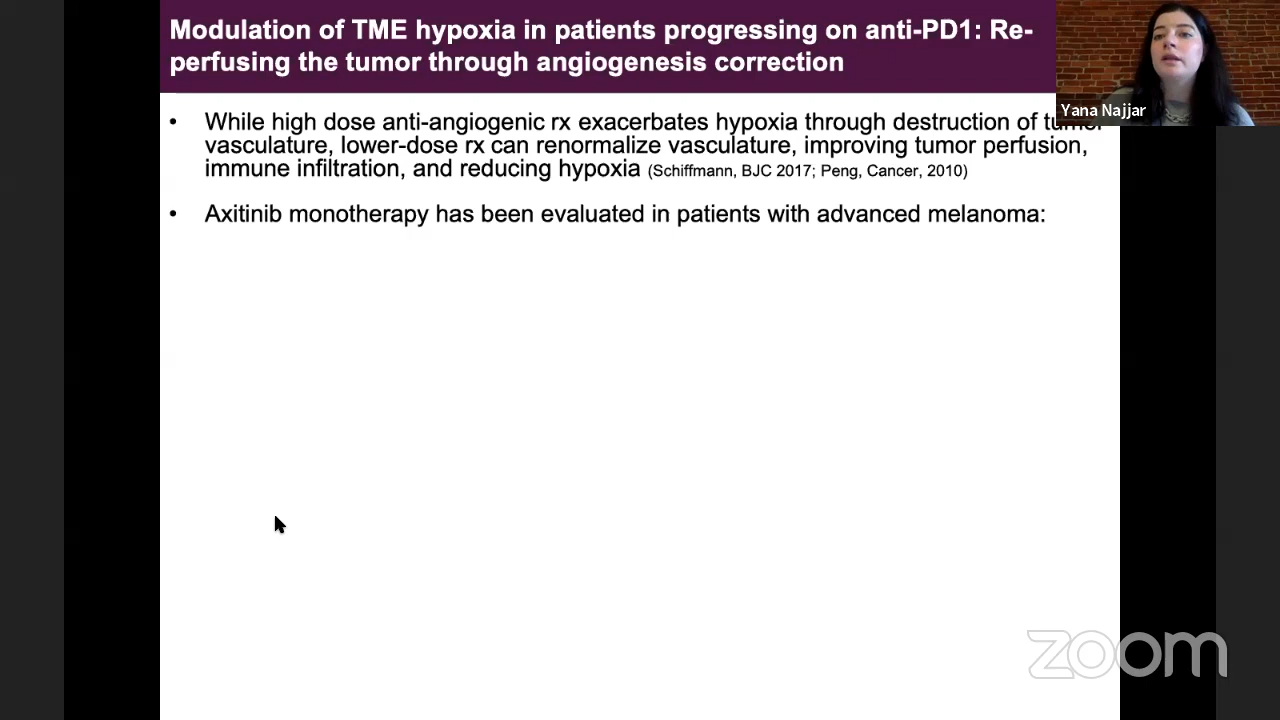 Modulation of TME hypoxia in patients progressing on anti-PD1: Re-
perfusing the tumor through angiogenesis correction
Yana Najjar
• While high dose anti-angiogenic rx exacerbates hypoxia through destruction of tumor
vasculature, lower-dose rx can renormalize vasculature, improving tumor perfusion,
immune infiltration, and reducing hypoxia (Schiffmann, BJC 2017; Peng, Cancer, 2010)
• Axitinib monotherapy has been evaluated in patients with advanced melanoma:
zoom